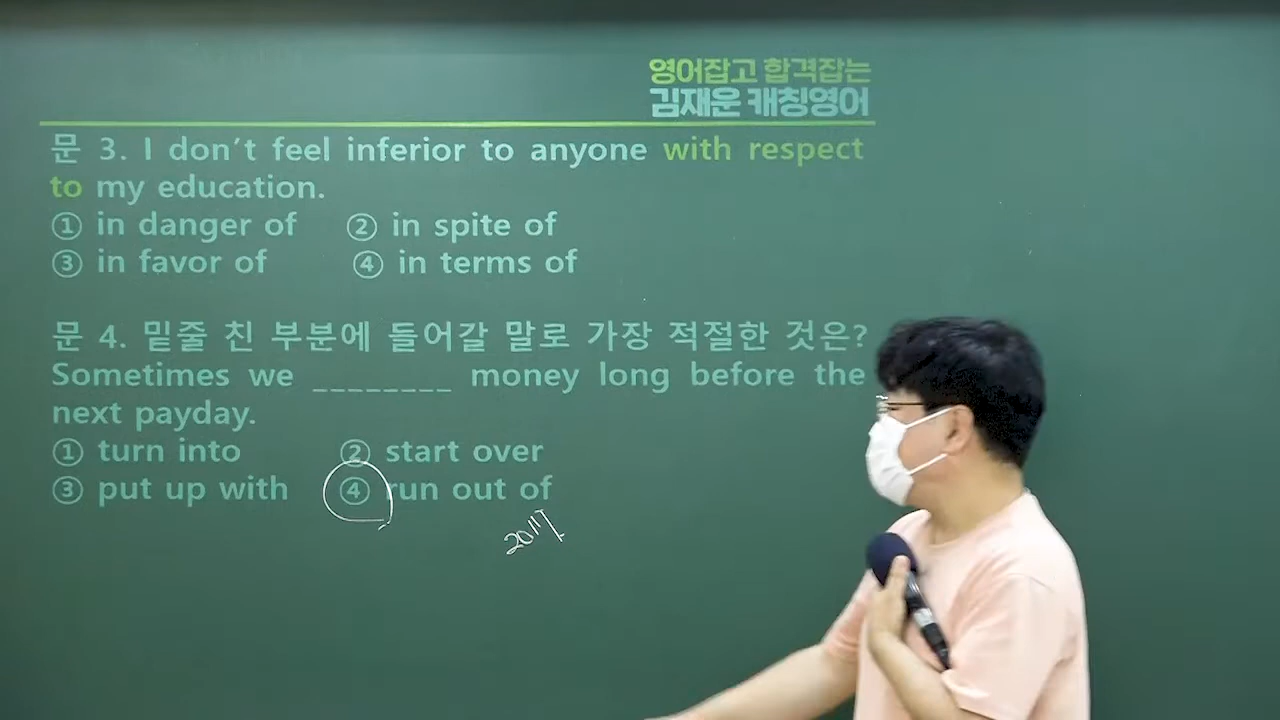 영어잡고 합격잡는
김재운 캐칭영어
문 3. I don't feel inferior to anyone with respect
to my education.
① in danger of ② in spite of
③ in favor of ④ in terms of
문 4. 밑줄 친 부분에 들어갈 말로 가장 적절한 것은?
Sometimes we ________ money long before the
next payday.
① turn into ② start over
③ put up with ④ run out of